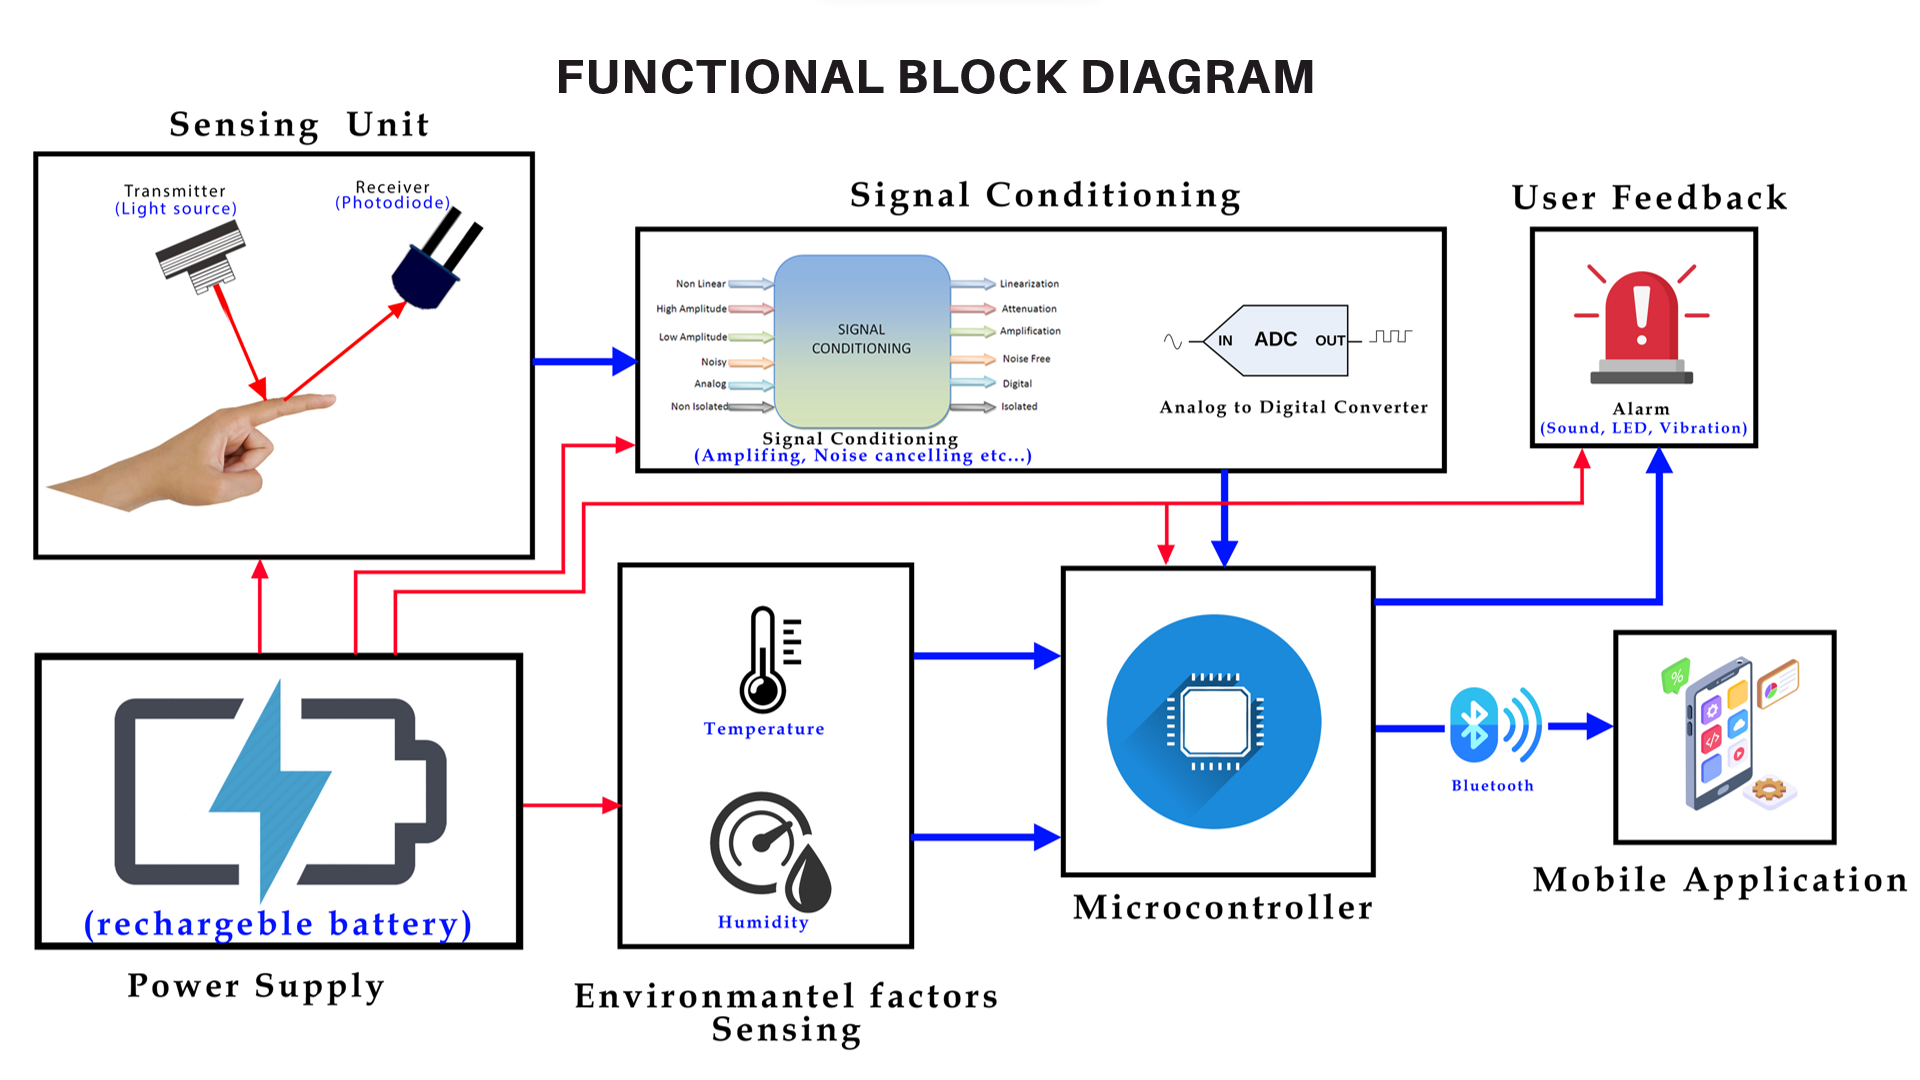 FUNCTIONAL BLOCK DIAGRAM
Sensing Unit
Transmitter
(Light source)
Receiver
(Photodiode)
Signal Conditioning
Non Linear
High Amplitude
Low Amplitude
Noisy
Analog
Non Isolated
SIGNAL
CONDITIONING
Linearization
Attenuation
Amplification
Noise Free
Digital
Isolated
Signal Conditioning
(Amplifing, Noise cancelling etc...)
IN ADC OUT
Analog to Digital Converter
User Feedback
Alarm
(Sound, LED, Vibration)
(rechargeble battery)
Power Supply
Temperature
Humidity
Environmantel factors
Sensing
Microcontroller
Bluetooth
%
</>
Mobile Application